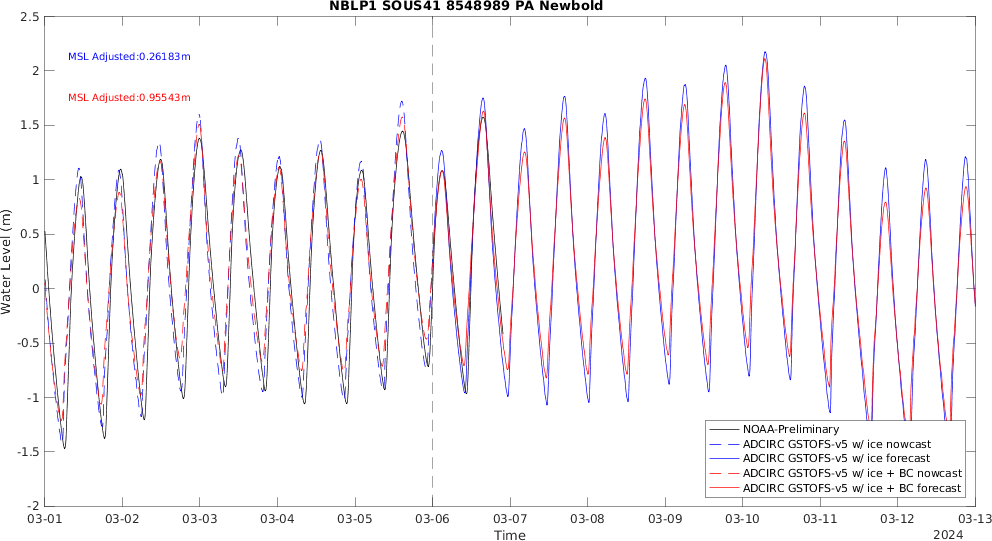 NBLP1 SOUS41 8548989 PA Newbold
MSL Adjusted:0.26183m
MSL Adjusted:0.95543m
Water Level (m)
2.5
2
1.5
1
0.5
0
-0.5
-1
-1.5
-2
NOAA-Preliminary
ADCIRC GSTOFS-v5 w/ ice nowcast
ADCIRC GSTOFS-v5 w/ ice forecast
ADCIRC GSTOFS-v5 w/ ice + BC nowcast
ADCIRC GSTOFS-v5 w/ ice + BC forecast
03-01 03-02 03-03 03-04 03-05 03-06 03-07 03-08 03-09 03-10 03-11 03-12 03-13
Time
2024